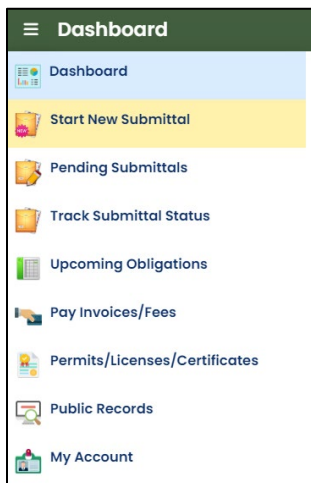 Dashboard
Dashboard
Start New Submittal
Pending Submittals
Track Submittal Status
Upcoming Obligations
Pay Invoices/Fees
Permits/Licenses/Certificates
Public Records
My Account